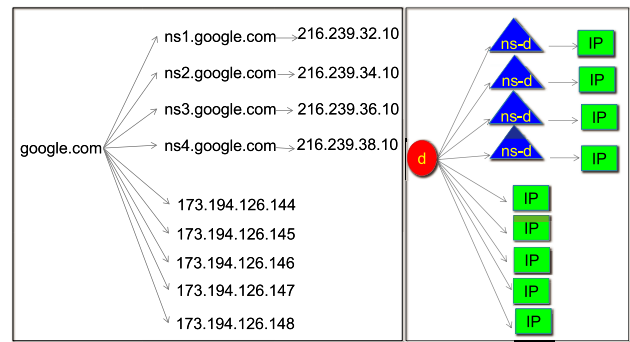 ns1.google.com 216.239.32.10
ns2.google.com 216.239.34.10
ns3.google.com 216.239.36.10
ns4.google.com 216.239.38.10
google.com
173.194.126.144
173.194.126.145
173.194.126.146
173.194.126.147
173.194.126.148
ns-d IP
ns-d IP
ns-d IP
ns-d IP
d
IP
IP
IP
IP
IP